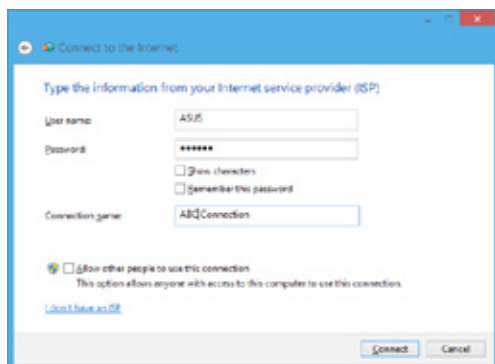 Connect to the Internet
Type the information from your Internet service provider (ISP)
User name: ASUS
Password: ••••••
Show characters
Remember this password
Connection name: ABC Connection
Allow other people to use this connection
This option allows anyone with access to this computer to use this connection.
I don't have an ISP
Connect Cancel